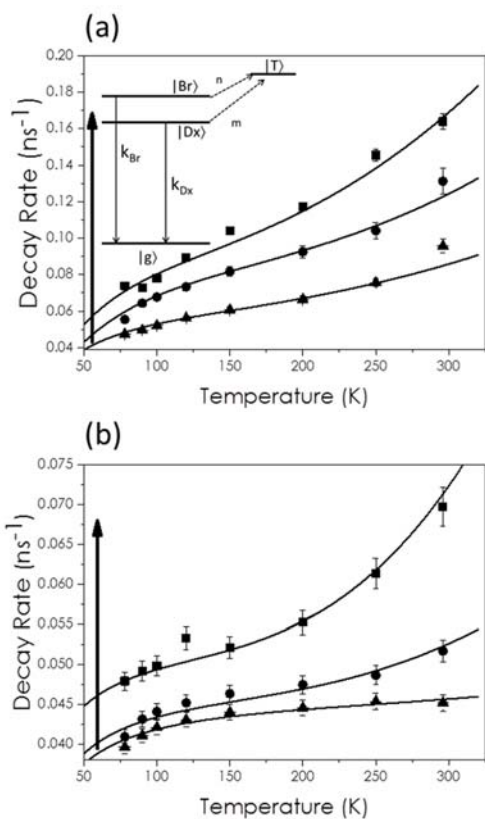 (a)
0.20
0.18
0.16
0.14
0.12
0.10
0.08
0.06
0.04
Decay Rate (ns⁻¹)
|T⟩
|Br⟩
n
|Dx⟩
m
k_Br
k_Dx
|g⟩
50 100 150 200 250 300
Temperature (K)
(b)
0.075
0.070
0.065
0.060
0.055
0.050
0.045
0.040
Decay Rate (ns⁻¹)
50 100 150 200 250 300
Temperature (K)